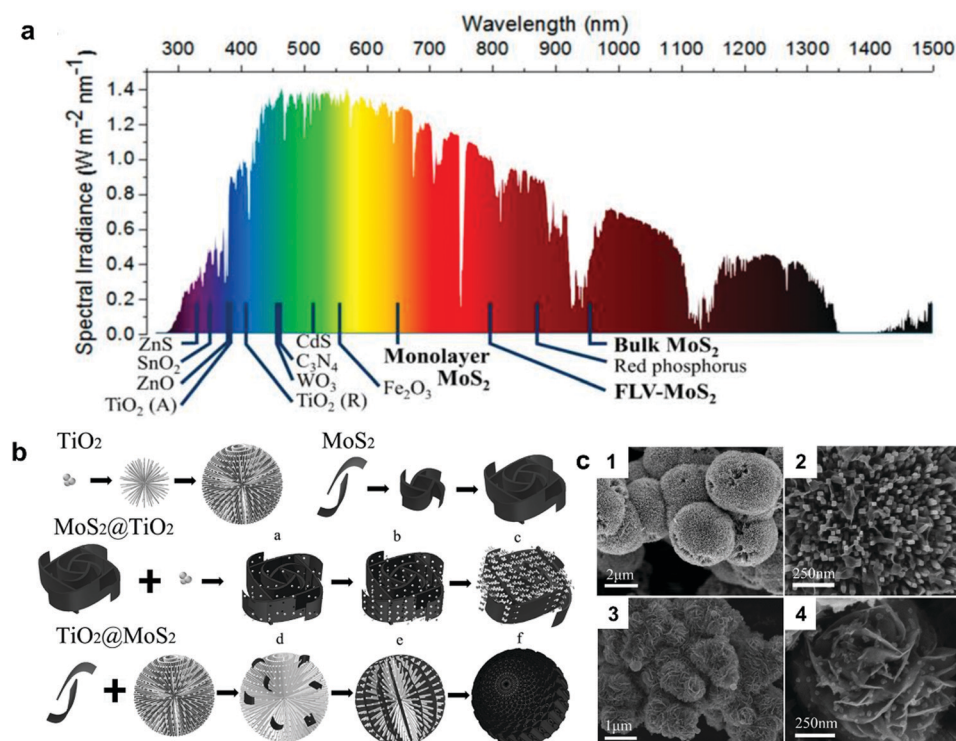 a
Wavelength (nm)
300 400 500 600 700 800 900 1000 1100 1200 1300 1400 1500
Spectral Irradiance (W m-2 nm-1)
1.4
1.2
1.0
0.8
0.6
0.4
0.2
0.0
ZnS
SnO2
ZnO
TiO2 (A)
CdS
C3N4
WO3
TiO2 (R)
Fe2O3
Monolayer
MoS2
Bulk MoS2
Red phosphorus
FLV-MoS2
b
TiO2
MoS2
MoS2@TiO2
a b c
TiO2@MoS2
d e f
c
1
2µm
2
250nm
3
1µm
4
250nm